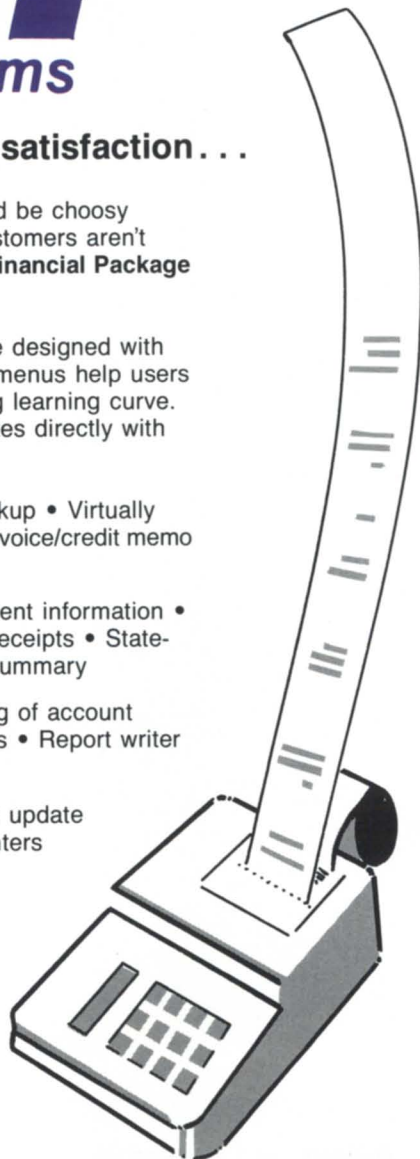 ms
satisfaction...
d be choosy
stomers aren't
inancial Package
e designed with
menus help users
g learning curve.
es directly with
kup • Virtually
voice/credit memo
ent information •
eceipts • State-
ummary
g of account
s • Report writer
update
nters